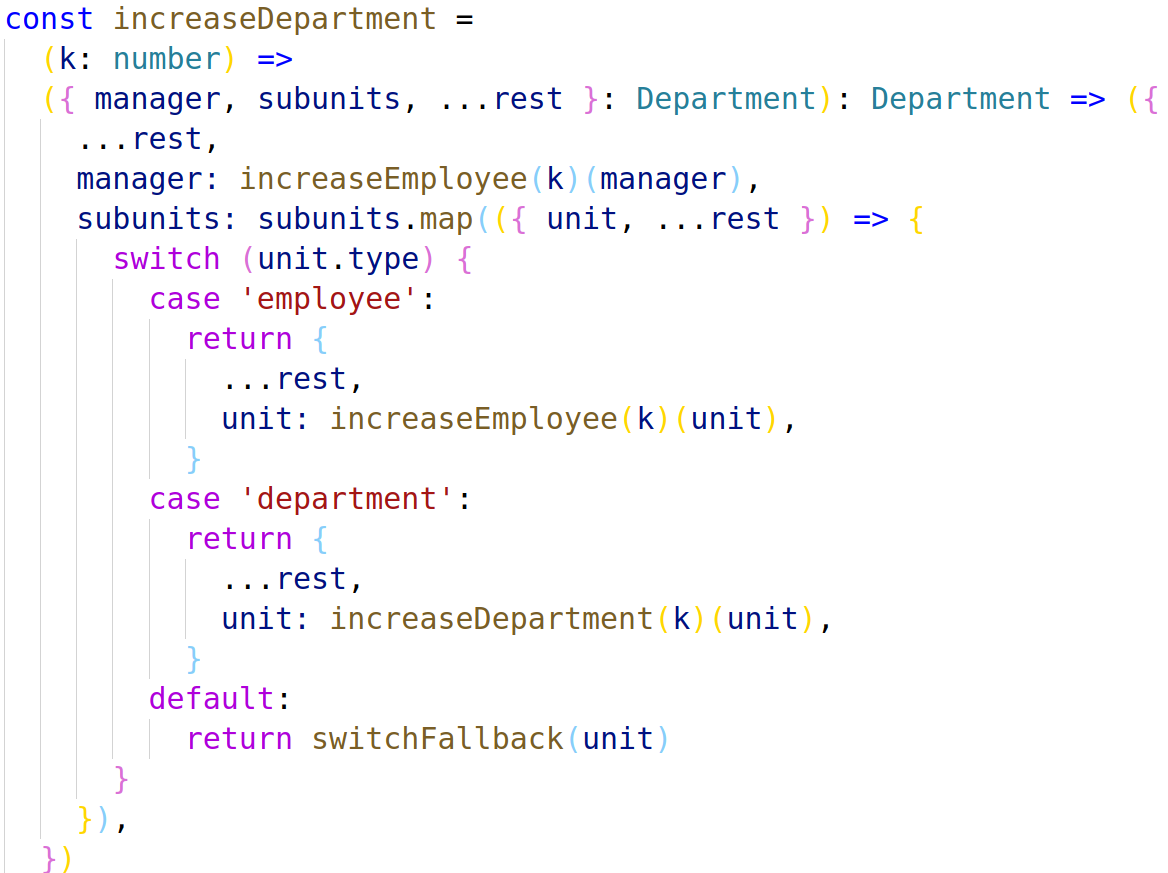 const increaseDepartment =
  (k: number) =>
  ({ manager, subunits, ...rest }: Department): Department => ({
    ...rest,
    manager: increaseEmployee(k)(manager),
    subunits: subunits.map(({ unit, ...rest }) => {
      switch (unit.type) {
        case 'employee':
          return {
            ...rest,
            unit: increaseEmployee(k)(unit),
          }
        case 'department':
          return {
            ...rest,
            unit: increaseDepartment(k)(unit),
          }
        default:
          return switchFallback(unit)
      }
    }),
  })